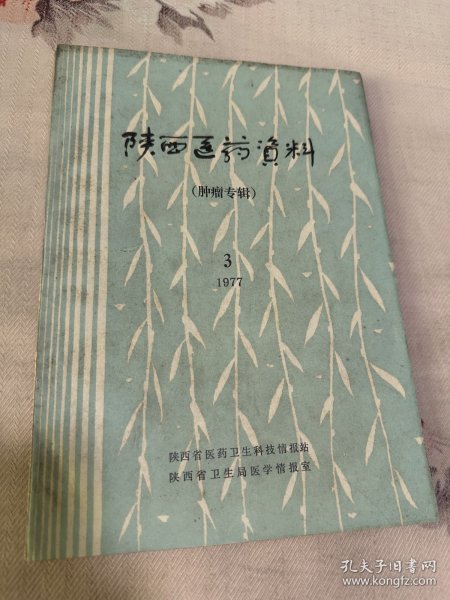 陕西医药資料
(肿瘤专辑)
3
1977
陕西省医药卫生科技情报站
陕西省卫生局医学情报室
孔夫子旧书网
www.kongfz.com